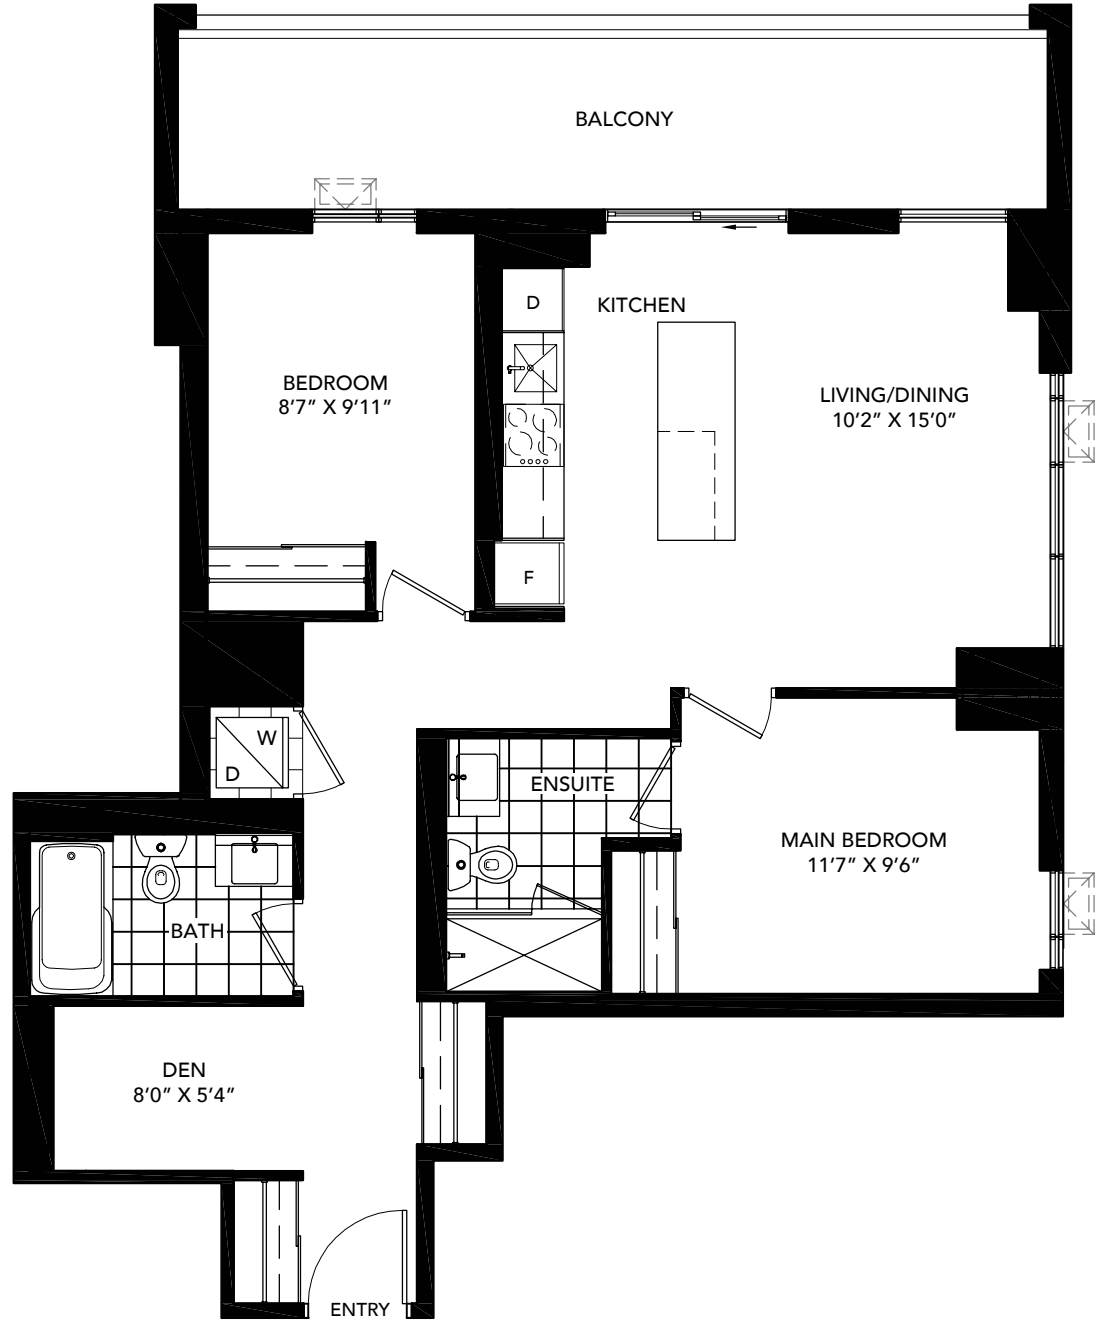 BALCONY
D
KITCHEN
BEDROOM
8’7” X 9’11”
LIVING/DINING
10’2” X 15’0”
F
W
D
ENSUITE
MAIN BEDROOM
11’7” X 9’6”
BATH
DEN
8’0” X 5’4”
ENTRY